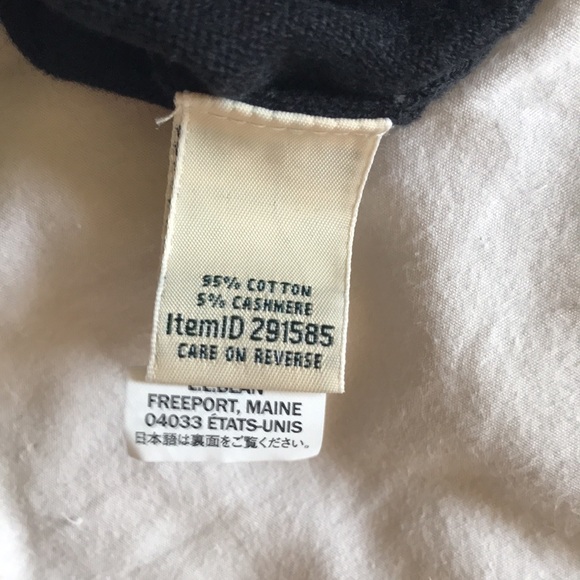 95% COTTON
5% CASHMERE
ItemID 291585
CARE ON REVERSE
L.L.BEAN
FREEPORT, MAINE
04033 ÉTATS-UNIS
日本語は裏面をご覧ください。